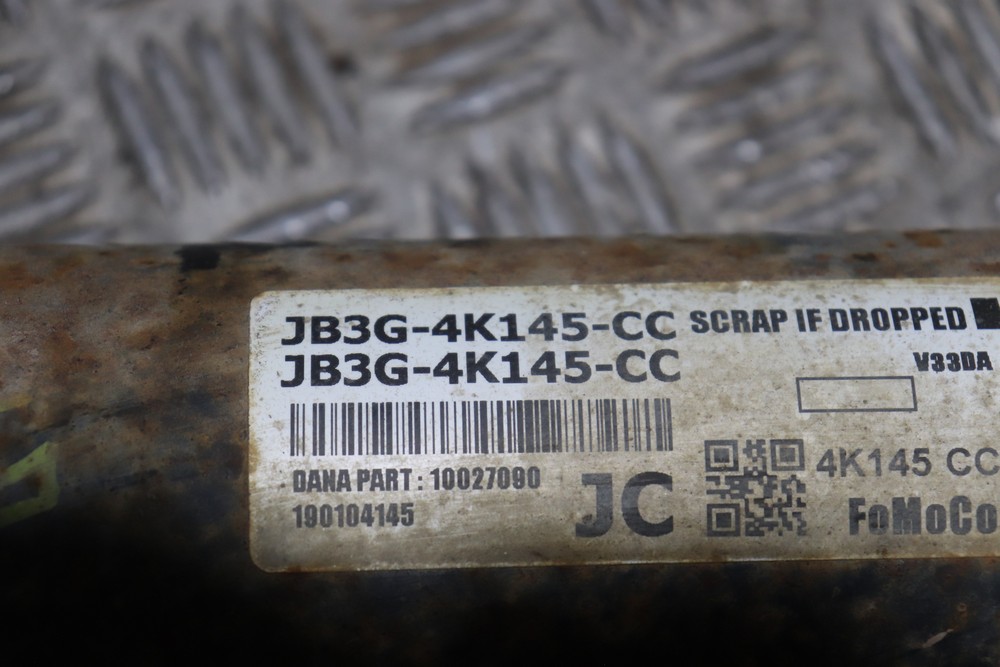 JB3G-4K145-CC SCRAP IF DROPPED
JB3G-4K145-CC
V33DA
DANA PART : 10027090
190104145
JC
4K145 CC
FoMoCo